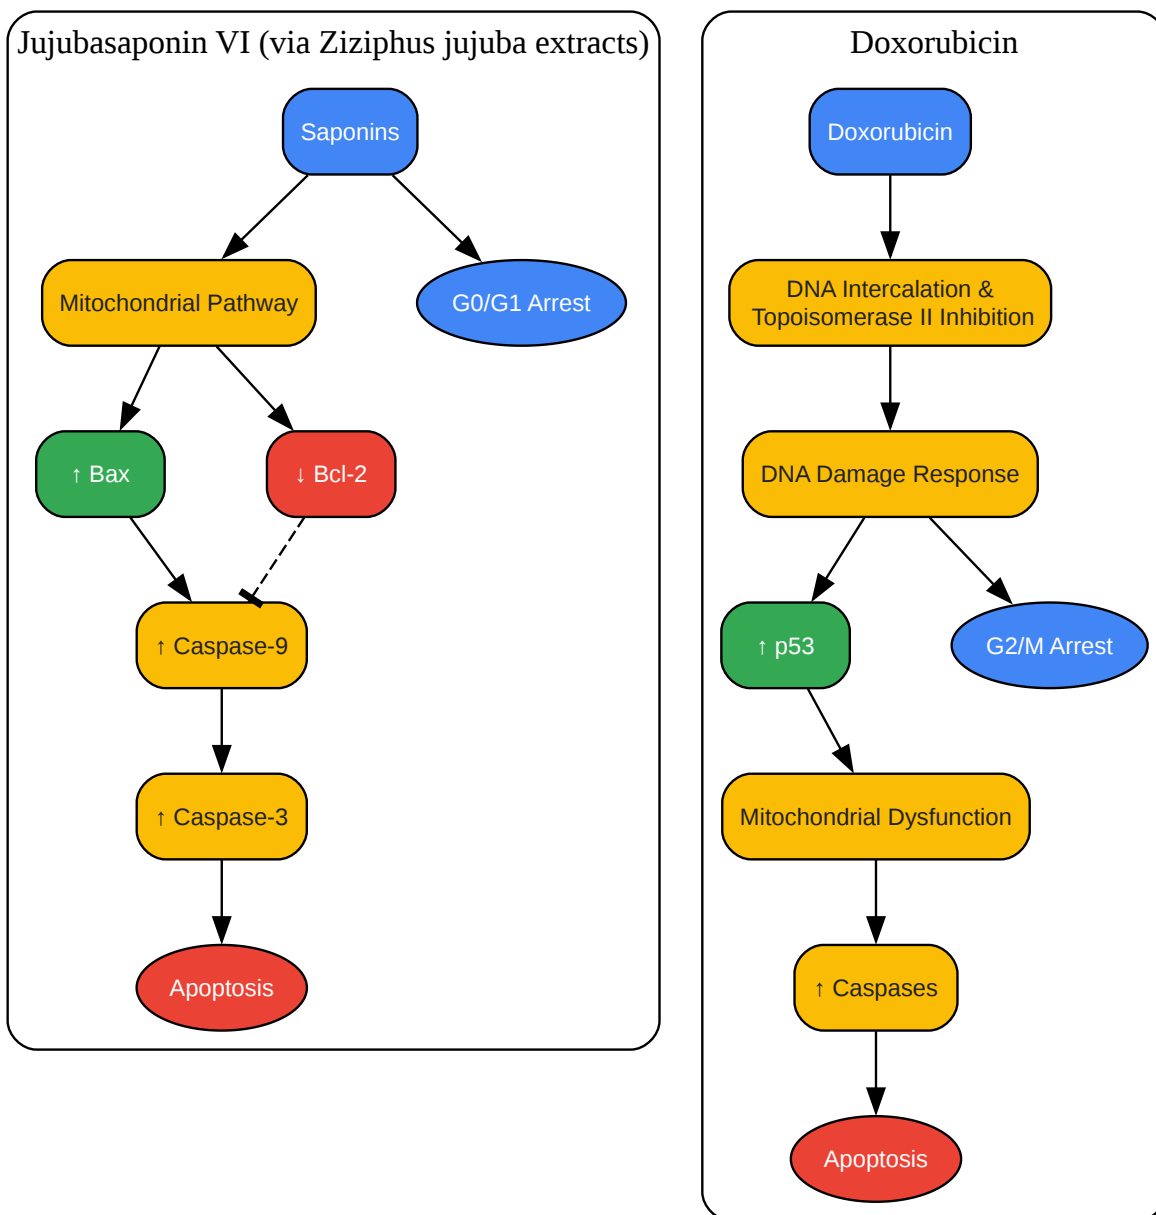 Jujubasaponin VI (via Ziziphus jujuba extracts)
Saponins
Mitochondrial Pathway
G0/G1 Arrest
↑ Bax
↓ Bcl-2
↑ Caspase-9
↑ Caspase-3
Apoptosis
Doxorubicin
Doxorubicin
DNA Intercalation &
Topoisomerase II Inhibition
DNA Damage Response
↑ p53
G2/M Arrest
Mitochondrial Dysfunction
↑ Caspases
Apoptosis